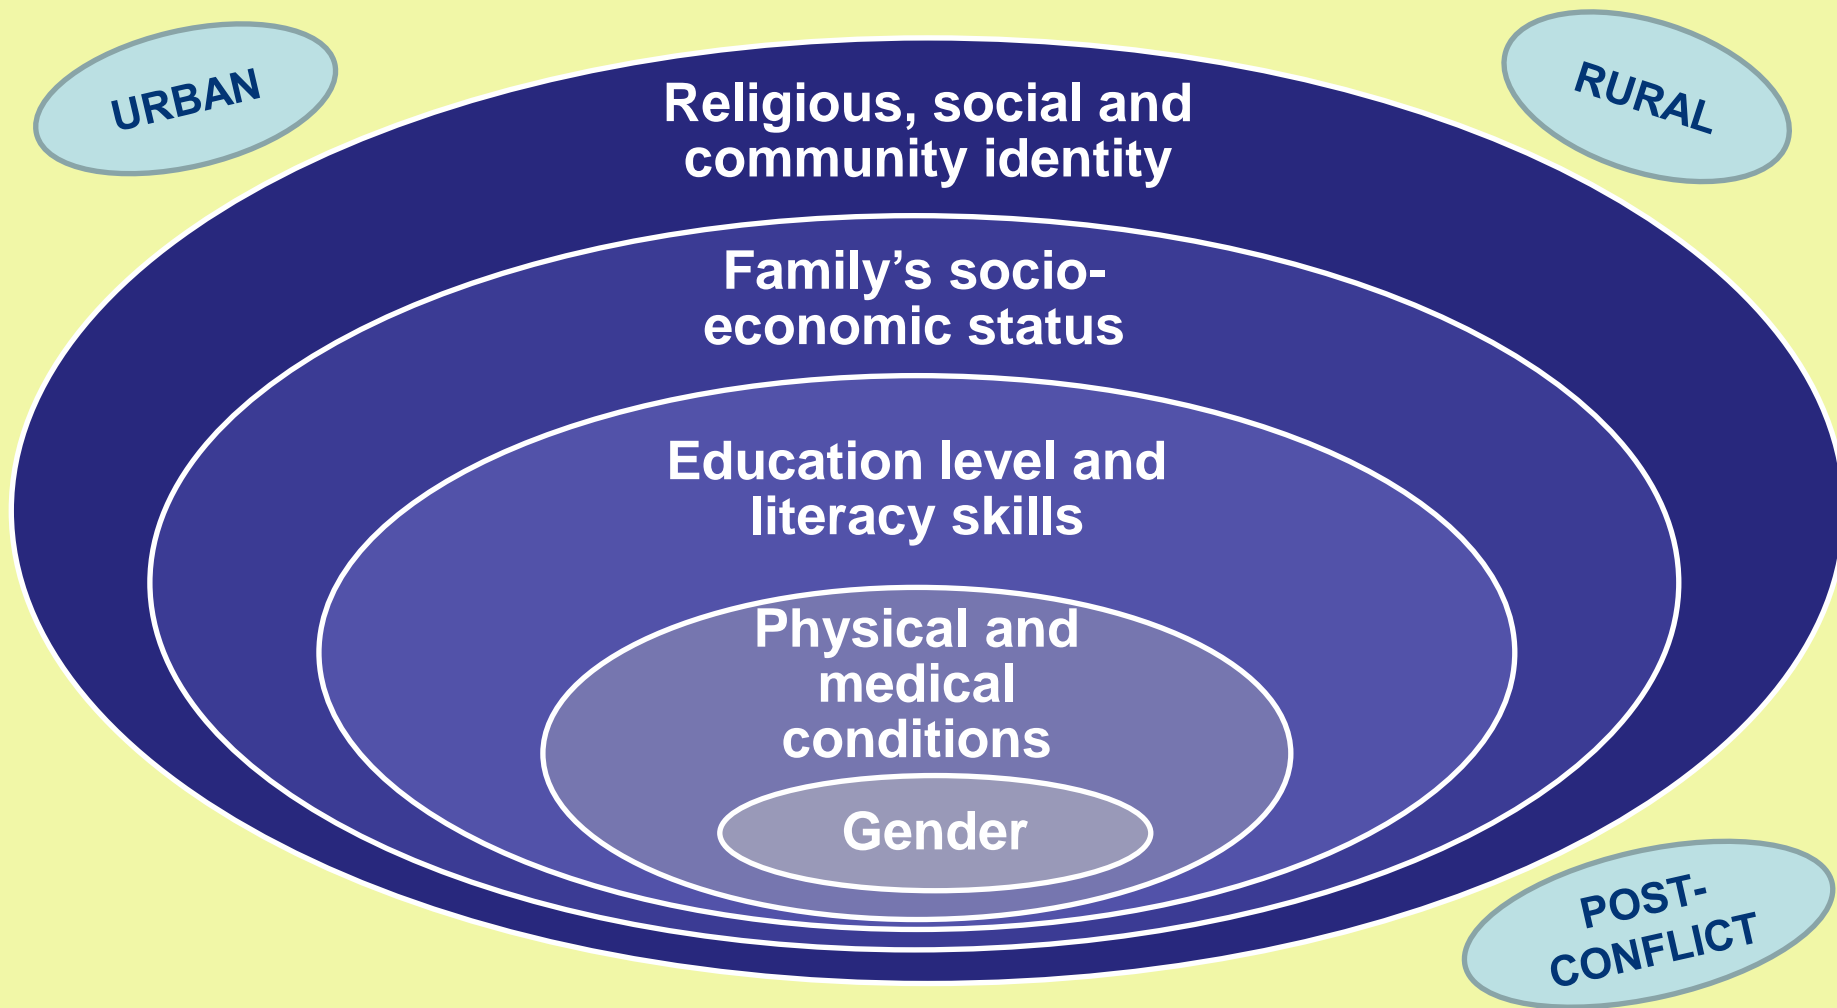 URBAN
RURAL
Religious, social and
community identity
Family’s socio-
economic status
Education level and
literacy skills
Physical and
medical
conditions
Gender
POST-
CONFLICT